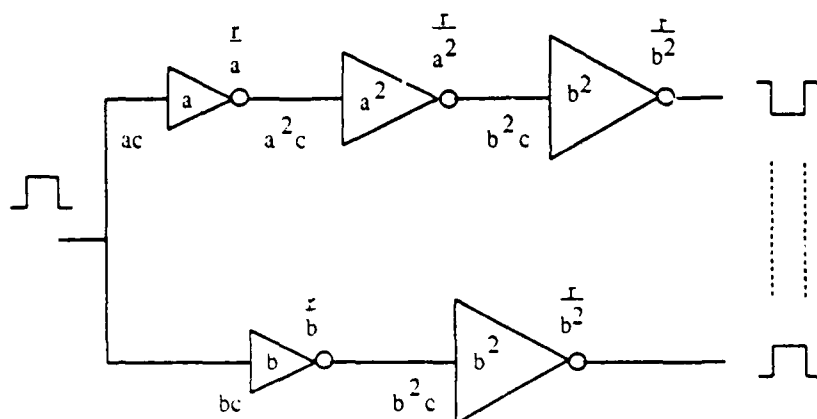 r/a r/a² r/b²
a a² b²
ac a²c b²c
r/b r/b²
b b²
bc b²c